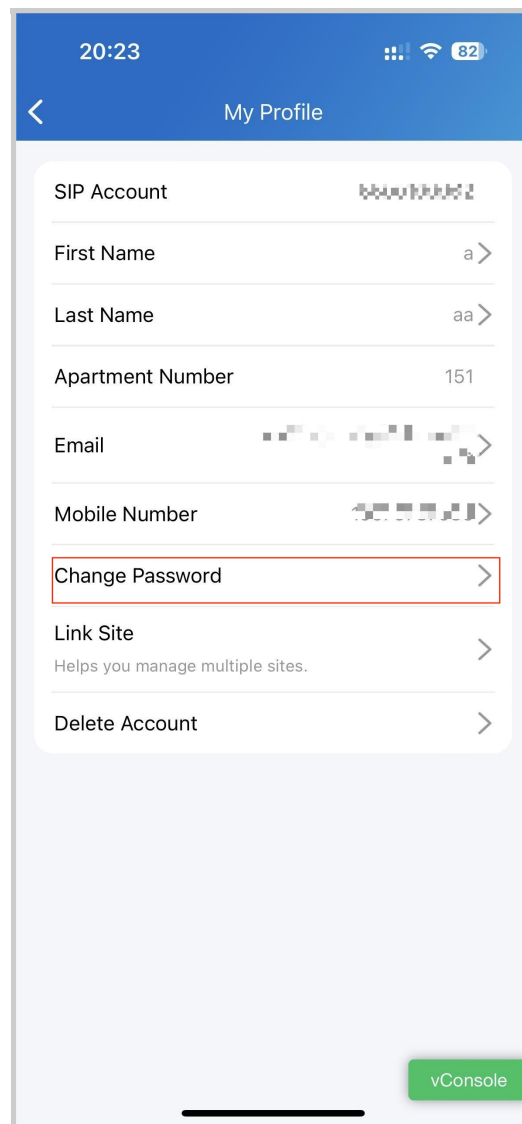 20:23
82
My Profile
SIP Account
First Name
a
Last Name
aa
Apartment Number
151
Email
Mobile Number
Change Password
Link Site
Helps you manage multiple sites.
Delete Account
vConsole